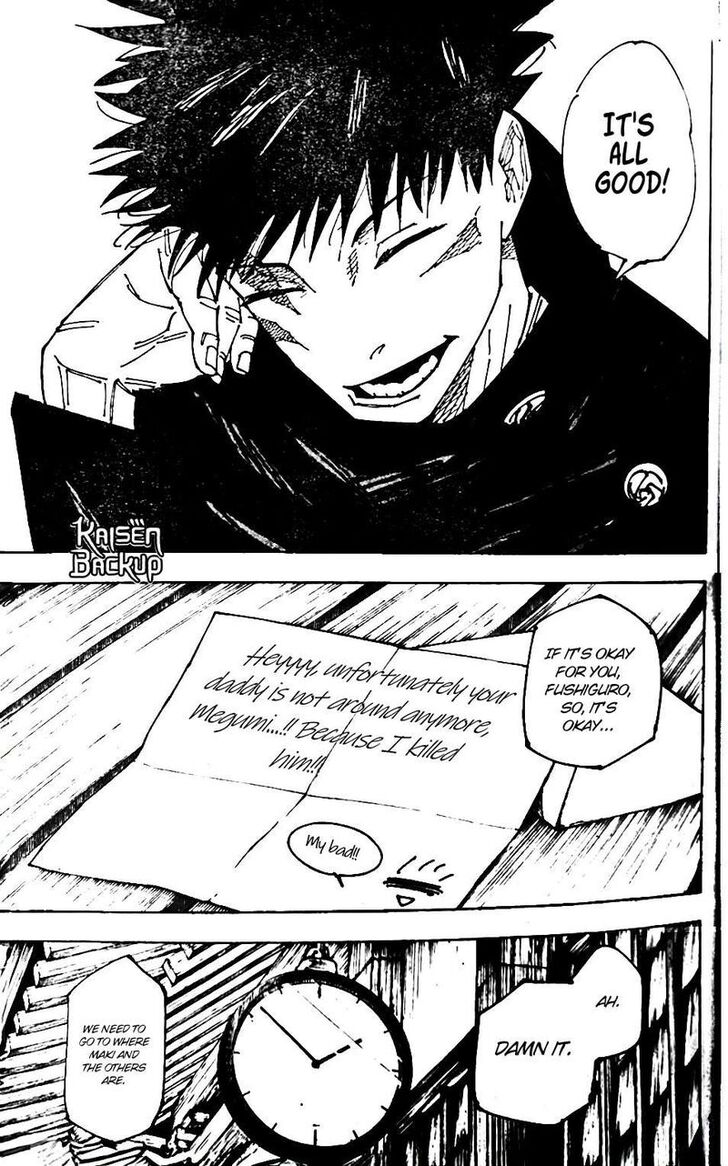 IT'S
ALL
GOOD!
KAISEN
BACKUP
IF IT'S OKAY
FOR YOU,
FUSHIGURO,
SO, IT'S
OKAY...
Heyyyy, unfortunately your
daddy is not around anymore,
Megumi....!! Because I killed
him!!!
My bad!!
AH.
DAMN IT.
WE NEED TO
GO TO WHERE
MAKI AND
THE OTHERS
ARE.